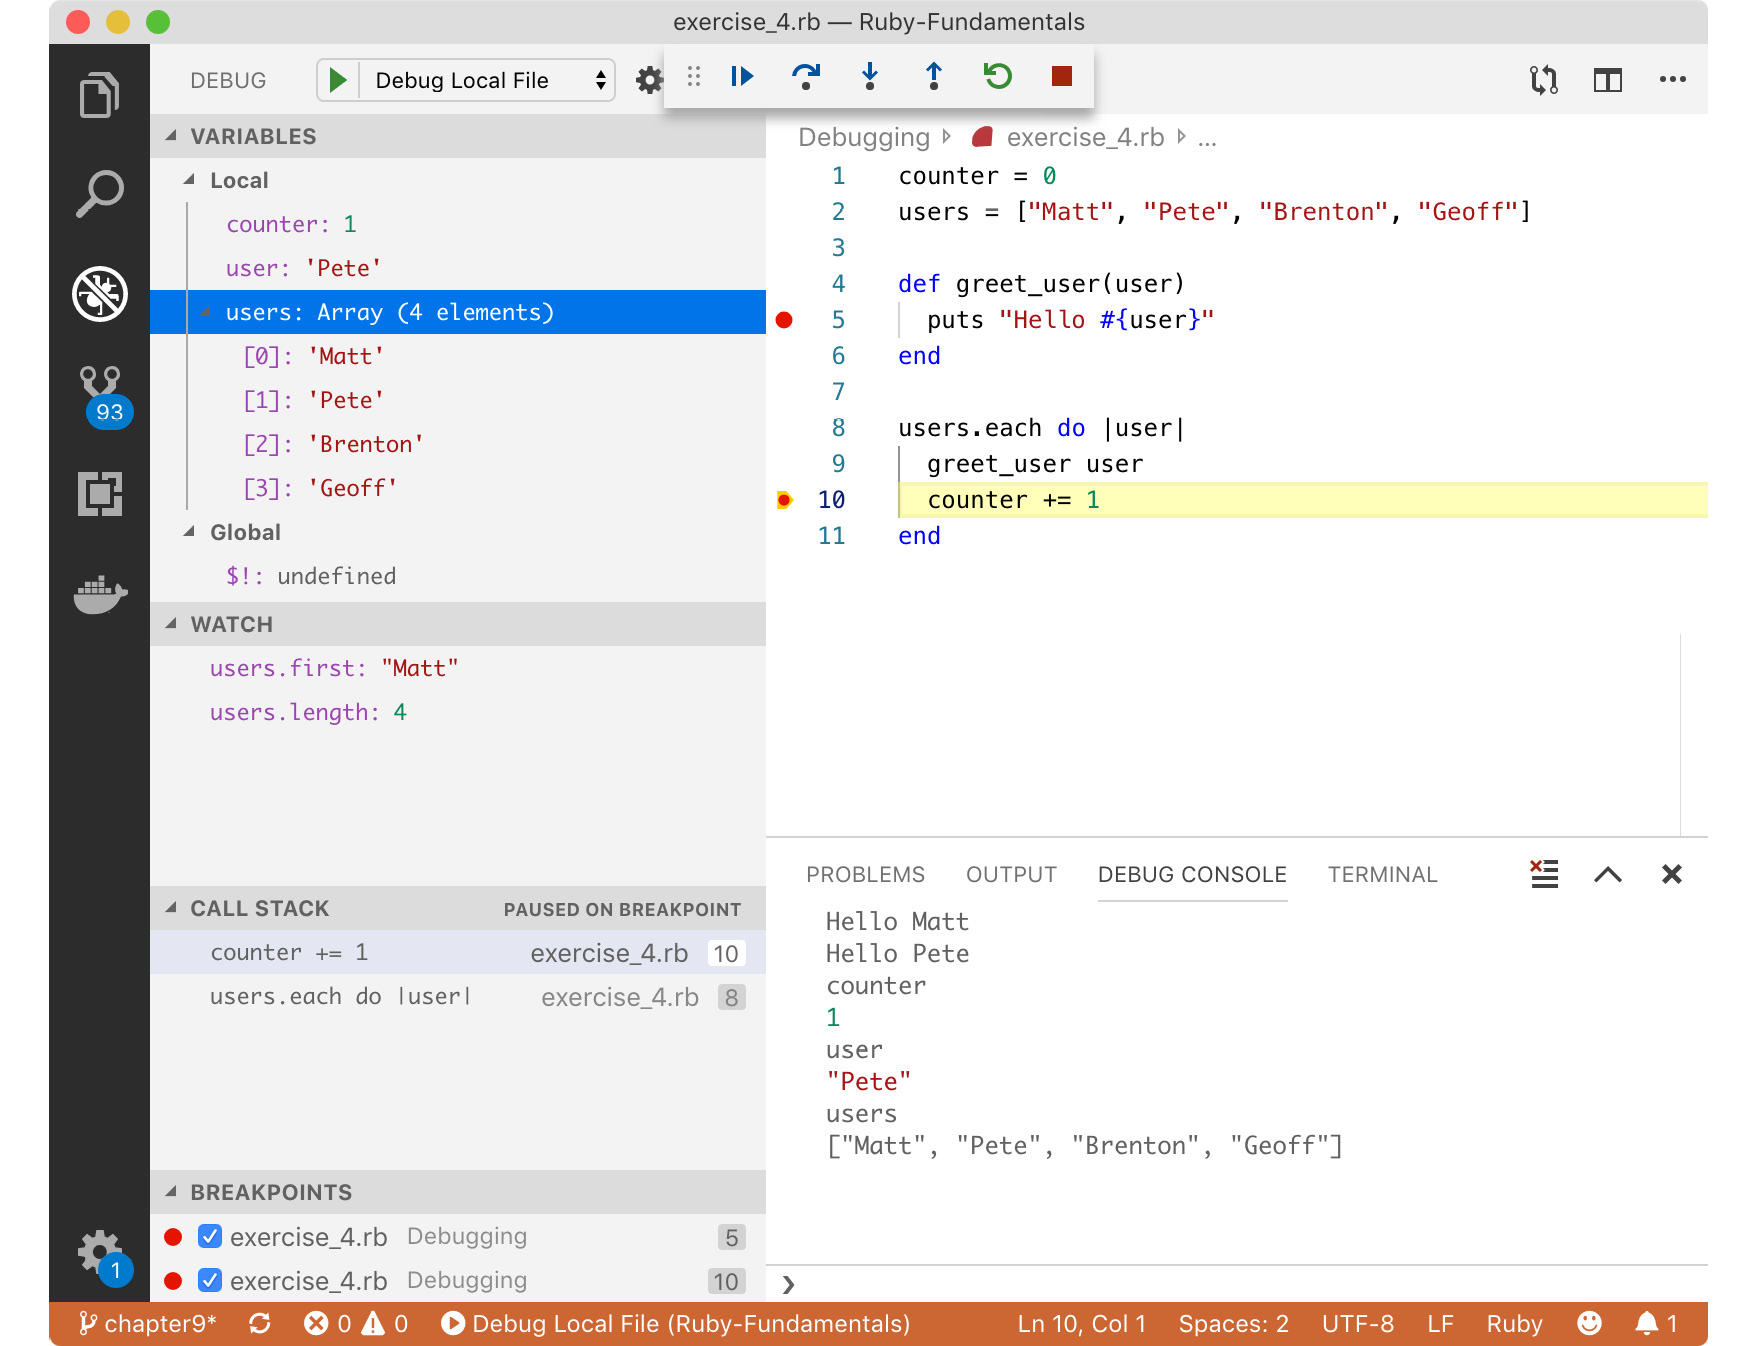 exercise_4.rb — Ruby-Fundamentals
DEBUG
Debug Local File
VARIABLES
Local
counter: 1
user: 'Pete'
users: Array (4 elements)
[0]: 'Matt'
[1]: 'Pete'
[2]: 'Brenton'
[3]: 'Geoff'
Global
$!: undefined
WATCH
users.first: "Matt"
users.length: 4
CALL STACK PAUSED ON BREAKPOINT
counter += 1 exercise_4.rb 10
users.each do |user| exercise_4.rb 8
BREAKPOINTS
exercise_4.rb Debugging 5
exercise_4.rb Debugging 10
93
1
Debugging exercise_4.rb ...
1 counter = 0
2 users = ["Matt", "Pete", "Brenton", "Geoff"]
3
4 def greet_user(user)
5 puts "Hello #{user}"
6 end
7
8 users.each do |user|
9 greet_user user
10 counter += 1
11 end
PROBLEMS OUTPUT DEBUG CONSOLE TERMINAL
Hello Matt
Hello Pete
counter
1
user
"Pete"
users
["Matt", "Pete", "Brenton", "Geoff"]
chapter9* 0 0 Debug Local File (Ruby-Fundamentals) Ln 10, Col 1 Spaces: 2 UTF-8 LF Ruby 1